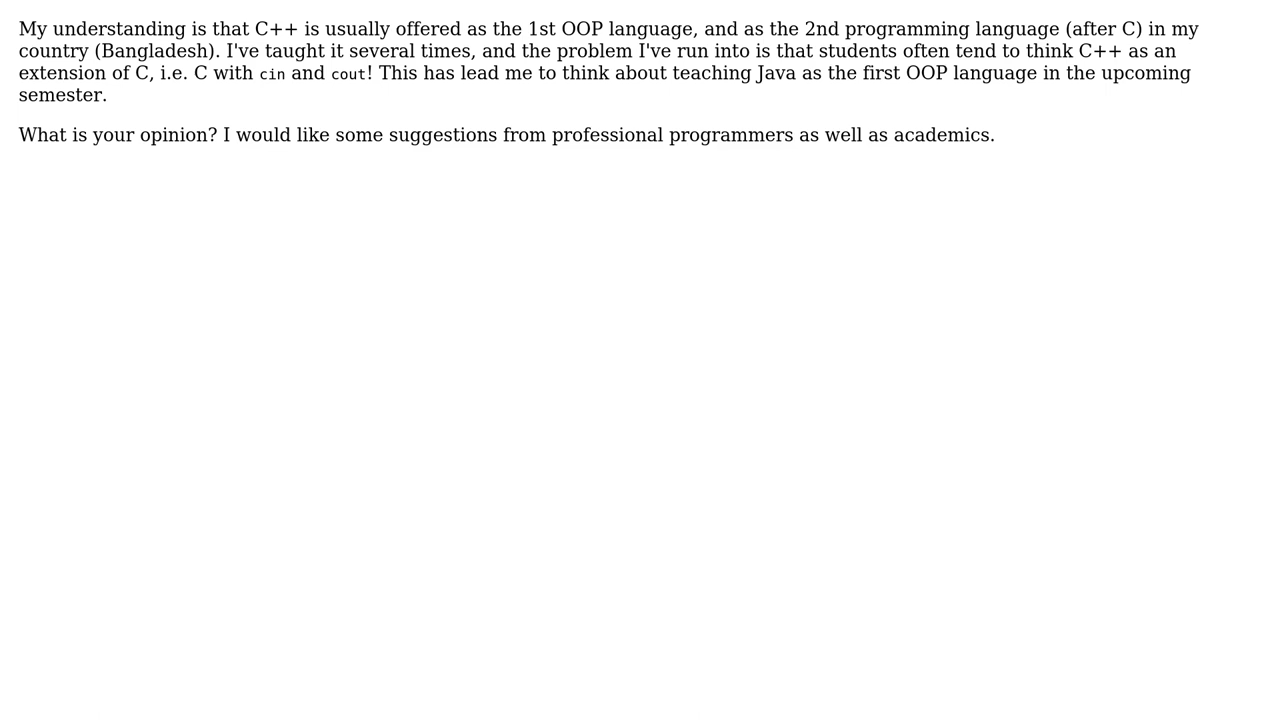 My understanding is that C++ is usually offered as the 1st OOP language, and as the 2nd programming language (after C) in my
country (Bangladesh). I've taught it several times, and the problem I've run into is that students often tend to think C++ as an
extension of C, i.e. C with cin and cout! This has lead me to think about teaching Java as the first OOP language in the upcoming
semester.
What is your opinion? I would like some suggestions from professional programmers as well as academics.